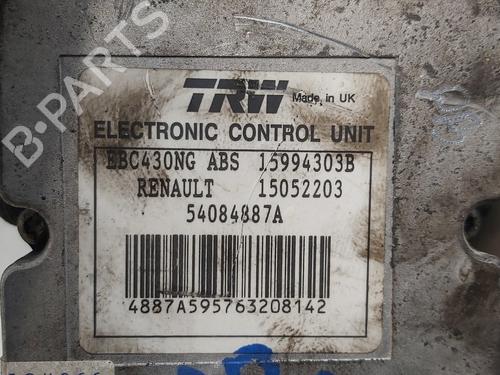 B-PARTS
TRW Made in UK
ELECTRONIC CONTROL UNIT
EBC430NG ABS 15994303B
RENAULT 15052203
54084887A
4887A595763208142